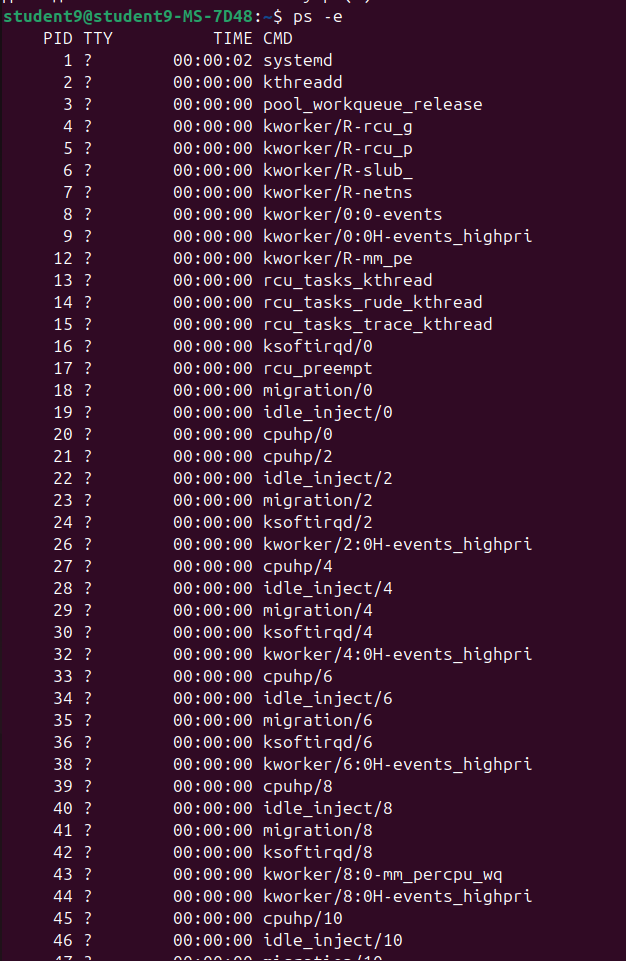 student9@student9-MS-7D48:~$ ps -e
    PID TTY          TIME CMD
      1 ?        00:00:02 systemd
      2 ?        00:00:00 kthreadd
      3 ?        00:00:00 pool_workqueue_release
      4 ?        00:00:00 kworker/R-rcu_g
      5 ?        00:00:00 kworker/R-rcu_p
      6 ?        00:00:00 kworker/R-slub_
      7 ?        00:00:00 kworker/R-netns
      8 ?        00:00:00 kworker/0:0-events
      9 ?        00:00:00 kworker/0:0H-events_highpri
     12 ?        00:00:00 kworker/R-mm_pe
     13 ?        00:00:00 rcu_tasks_kthread
     14 ?        00:00:00 rcu_tasks_rude_kthread
     15 ?        00:00:00 rcu_tasks_trace_kthread
     16 ?        00:00:00 ksoftirqd/0
     17 ?        00:00:00 rcu_preempt
     18 ?        00:00:00 migration/0
     19 ?        00:00:00 idle_inject/0
     20 ?        00:00:00 cpuhp/0
     21 ?        00:00:00 cpuhp/2
     22 ?        00:00:00 idle_inject/2
     23 ?        00:00:00 migration/2
     24 ?        00:00:00 ksoftirqd/2
     26 ?        00:00:00 kworker/2:0H-events_highpri
     27 ?        00:00:00 cpuhp/4
     28 ?        00:00:00 idle_inject/4
     29 ?        00:00:00 migration/4
     30 ?        00:00:00 ksoftirqd/4
     32 ?        00:00:00 kworker/4:0H-events_highpri
     33 ?        00:00:00 cpuhp/6
     34 ?        00:00:00 idle_inject/6
     35 ?        00:00:00 migration/6
     36 ?        00:00:00 ksoftirqd/6
     38 ?        00:00:00 kworker/6:0H-events_highpri
     39 ?        00:00:00 cpuhp/8
     40 ?        00:00:00 idle_inject/8
     41 ?        00:00:00 migration/8
     42 ?        00:00:00 ksoftirqd/8
     43 ?        00:00:00 kworker/8:0-mm_percpu_wq
     44 ?        00:00:00 kworker/8:0H-events_highpri
     45 ?        00:00:00 cpuhp/10
     46 ?        00:00:00 idle_inject/10
     47 ?        00:00:00 migration/10